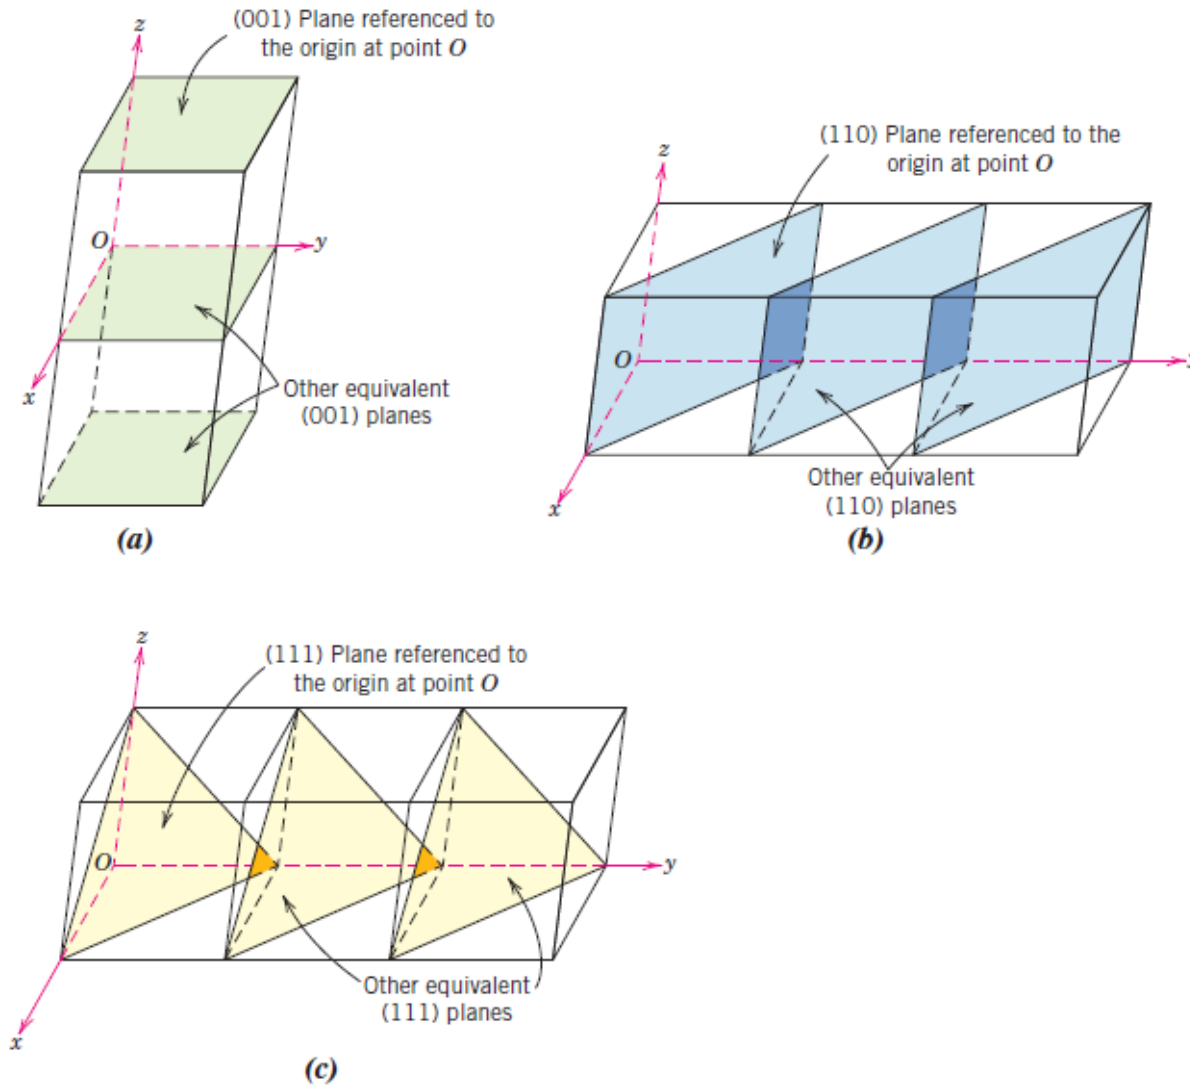 z
(001) Plane referenced to
the origin at point O
O
y
x
Other equivalent
(001) planes
(a)
(110) Plane referenced to the
origin at point O
z
O
x
Other equivalent
(110) planes
(b)
z
(111) Plane referenced to
the origin at point O
O
y
Other equivalent
(111) planes
x
(c)